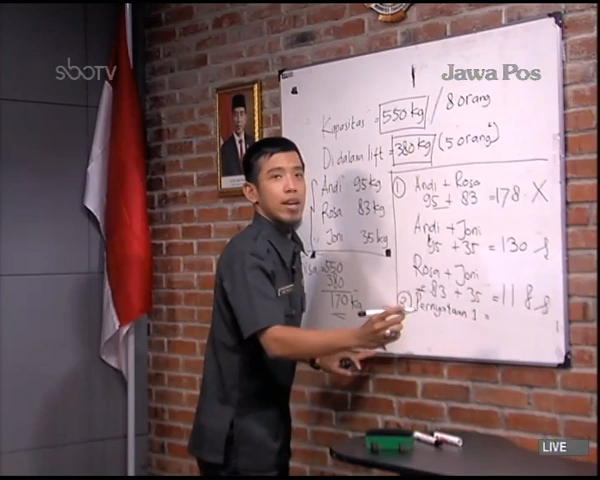 sboTV
Jawa Pos
Kapasitas = 550 kg / 8 orang
Di dalam lift = 380 kg (5 orang)
Andi 95 kg
Rosa 83 kg
Joni 35 kg
550
380
170 kg
1 Andi + Rosa
95 + 83 = 178
Andi + Joni
95 + 35 = 130
Rosa + Joni
83 + 35 = 118
2 Pernyataan 1 =
LIVE